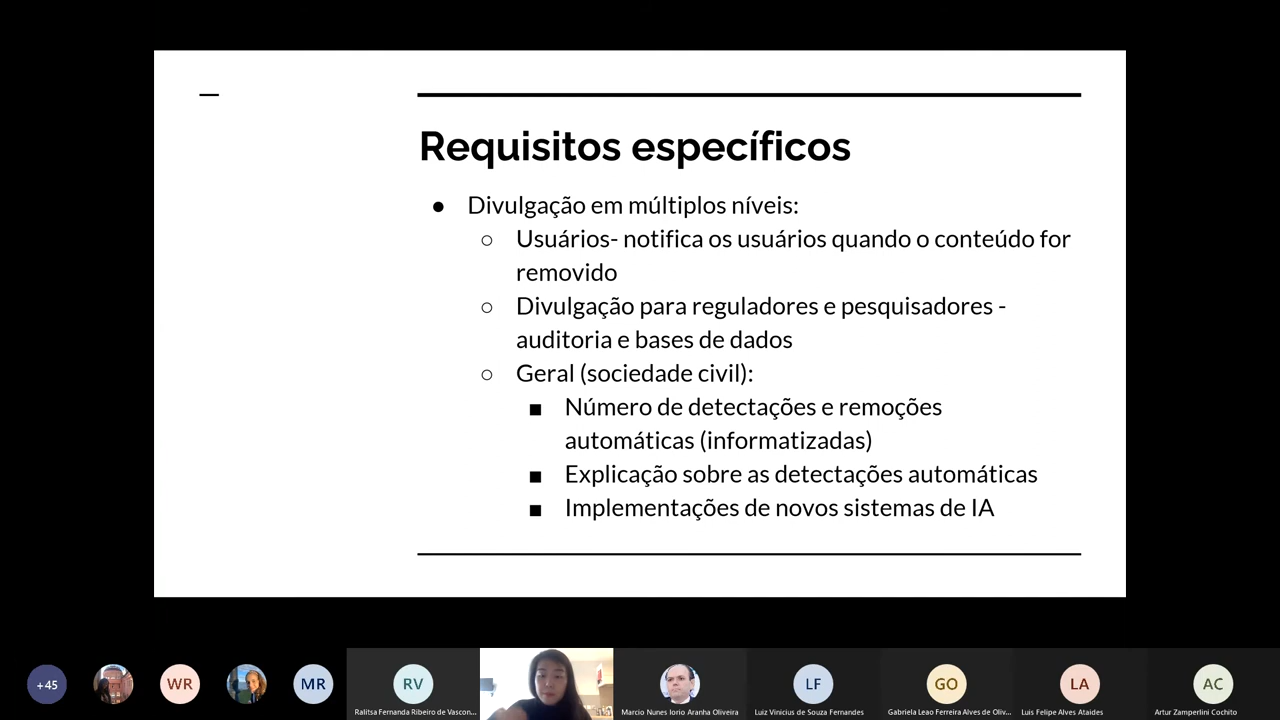 Requisitos específicos
● Divulgação em múltiplos níveis:
○ Usuários- notifica os usuários quando o conteúdo for
removido
○ Divulgação para reguladores e pesquisadores -
auditoria e bases de dados
○ Geral (sociedade civil):
■ Número de detectações e remoções
automáticas (informatizadas)
■ Explicação sobre as detectações automáticas
■ Implementações de novos sistemas de IA
+45
WR
MR
RV
LF
GO
LA
AC
Ralitsa Fernanda Ribeiro de Vascon...
Marcio Nunes Iorio Aranha Oliveira
Luiz Vinicius de Souza Fernandes
Gabriela Leao Ferreira Alves de Oliv...
Luis Felipe Alves Ataides
Artur Zamperlini Cochito